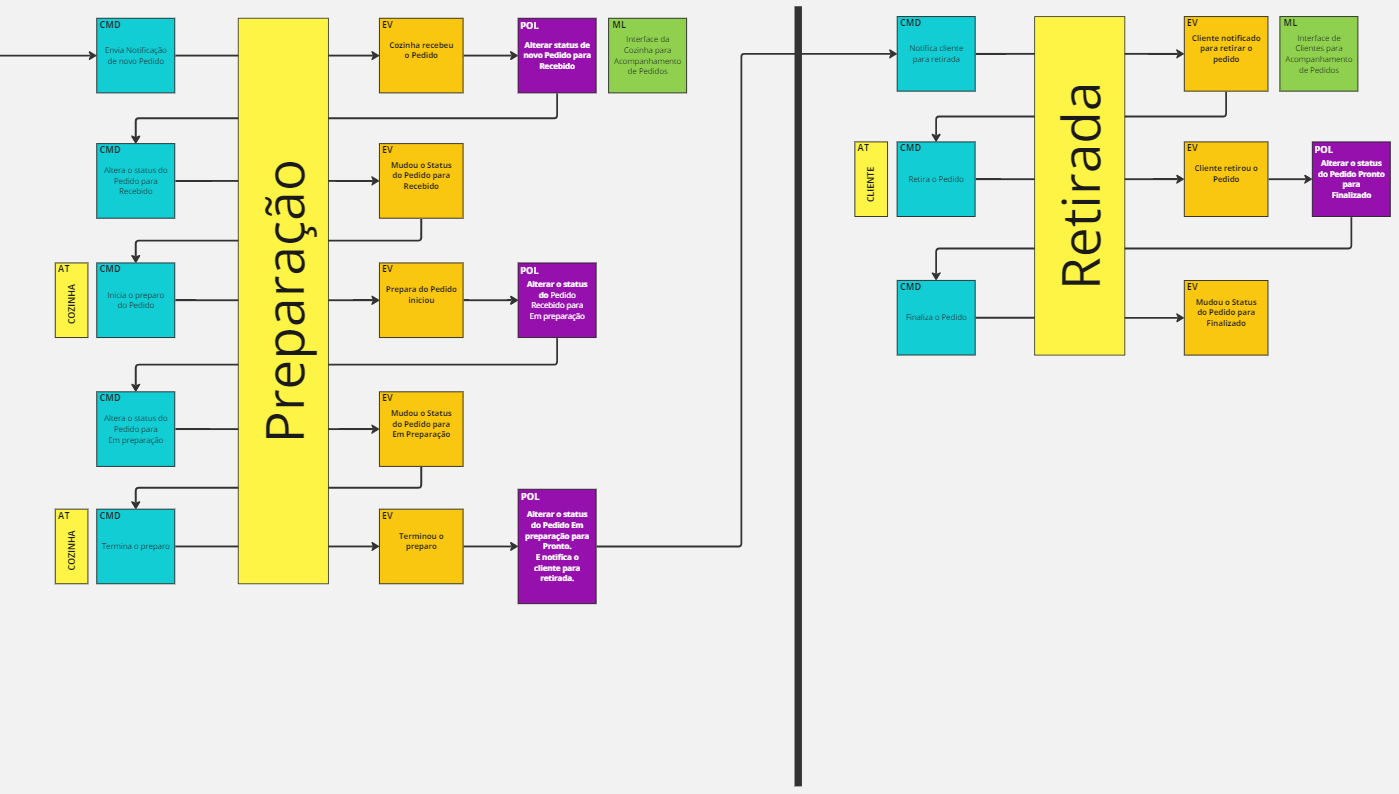 CMD
Envia Notificação
de novo Pedido
EV
Cozinha recebeu
o Pedido
POL
Alterar status de
novo Pedido para
Recebido
ML
Interface da
Cozinha para
Acompanhamento
de Pedidos
CMD
Altera o status do
Pedido para
Recebido
EV
Mudou o Status
do Pedido para
Recebido
AT
COZINHA
CMD
Inicia o preparo
do Pedido
EV
Prepara do Pedido
iniciou
POL
Alterar o status
do Pedido
Recebido para
Em preparação
CMD
Altera o status do
Pedido para
Em preparação
EV
Mudou o Status
do Pedido para
Em Preparação
AT
COZINHA
CMD
Termina o preparo
EV
Terminou o
preparo
POL
Alterar o status
do Pedido Em
preparação para
Pronto.
E notifica o
cliente para
retirada.
Preparação
CMD
Notifica cliente
para retirada
EV
Cliente notificado
para retirar o
pedido
ML
Interface de
Clientes para
Acompanhamento
de Pedidos
AT
CLIENTE
CMD
Retira o Pedido
EV
Cliente retirou o
Pedido
POL
Alterar o status
do Pedido Pronto
para
Finalizado
CMD
Finaliza o Pedido
EV
Mudou o Status
do Pedido para
Finalizado
Retirada